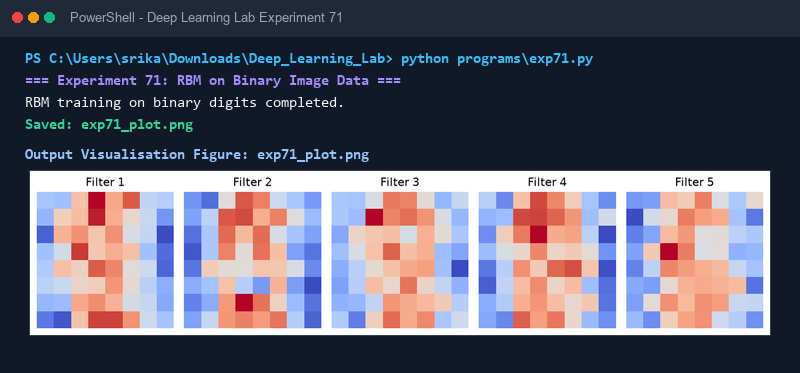 PowerShell - Deep Learning Lab Experiment 71
PS C:\Users\srika\Downloads\Deep_Learning_Lab> python programs\exp71.py
=== Experiment 71: RBM on Binary Image Data ===
RBM training on binary digits completed.
Saved: exp71_plot.png
Output Visualisation Figure: exp71_plot.png
Filter 1 Filter 2 Filter 3 Filter 4 Filter 5